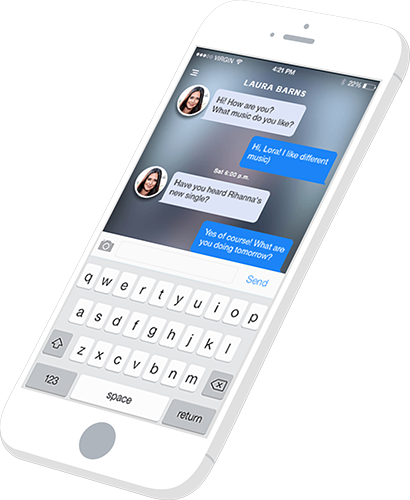 VIRGIN 4:21 PM 22%
LAURA BARNS
Hi! How are you?
What music do you like?
Hi, Lora! I like different
music)
Sat 6:00 p.m.
Have you heard Rihanna's
new single?
Yes of course! What are
you doing tomorrow?
Send
q w e r t y u i o p
a s d f g h j k l
z x c v b n m
123 space return